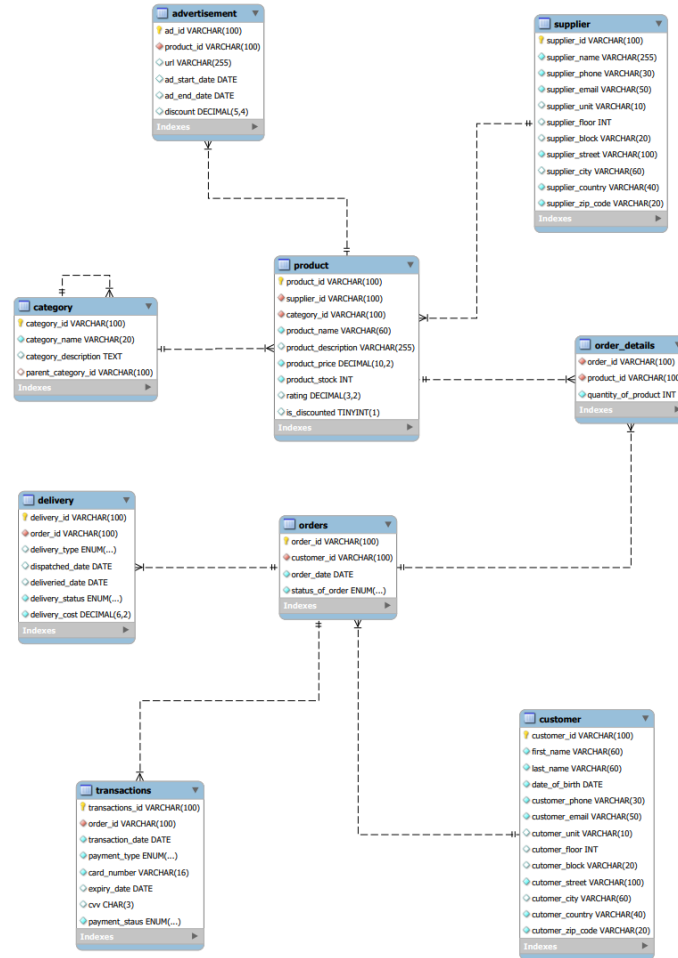 advertisement
ad_id VARCHAR(100)
product_id VARCHAR(100)
url VARCHAR(255)
ad_start_date DATE
ad_end_date DATE
discount DECIMAL(5,4)
Indexes
supplier
supplier_id VARCHAR(100)
supplier_name VARCHAR(255)
supplier_phone VARCHAR(30)
supplier_email VARCHAR(50)
supplier_unit VARCHAR(10)
supplier_floor INT
supplier_block VARCHAR(20)
supplier_street VARCHAR(100)
supplier_city VARCHAR(60)
supplier_country VARCHAR(40)
supplier_zip_code VARCHAR(20)
Indexes
product
product_id VARCHAR(100)
supplier_id VARCHAR(100)
category_id VARCHAR(100)
product_name VARCHAR(60)
product_description VARCHAR(255)
product_price DECIMAL(10,2)
product_stock INT
rating DECIMAL(3,2)
is_discounted TINYINT(1)
Indexes
category
category_id VARCHAR(100)
category_name VARCHAR(20)
category_description TEXT
parent_category_id VARCHAR(100)
Indexes
order_details
order_id VARCHAR(100)
product_id VARCHAR(100
quantity_of_product INT
Indexes
delivery
delivery_id VARCHAR(100)
order_id VARCHAR(100)
delivery_type ENUM(...)
dispatched_date DATE
deliveried_date DATE
delivery_status ENUM(...)
delivery_cost DECIMAL(6,2)
Indexes
orders
order_id VARCHAR(100)
customer_id VARCHAR(100)
order_date DATE
status_of_order ENUM(...)
Indexes
transactions
transactions_id VARCHAR(100)
order_id VARCHAR(100)
transaction_date DATE
payment_type ENUM(...)
card_number VARCHAR(16)
expiry_date DATE
cvv CHAR(3)
payment_staus ENUM(...)
Indexes
customer
customer_id VARCHAR(100)
first_name VARCHAR(60)
last_name VARCHAR(60)
date_of_birth DATE
customer_phone VARCHAR(30)
customer_email VARCHAR(50)
cutomer_unit VARCHAR(10)
cutomer_floor INT
cutomer_block VARCHAR(20)
cutomer_street VARCHAR(100)
cutomer_city VARCHAR(60)
cutomer_country VARCHAR(40)
cutomer_zip_code VARCHAR(20)
Indexes